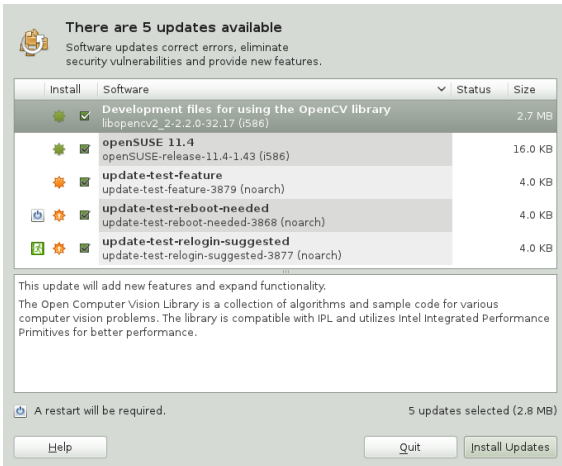 There are 5 updates available
Software updates correct errors, eliminate
security vulnerabilities and provide new features.
Install Software Status Size
Development files for using the OpenCV library
libopencv2_2-2.2.0-32.17 (i586) 2.7 MB
openSUSE 11.4
openSUSE-release-11.4-1.43 (i586) 16.0 KB
update-test-feature
update-test-feature-3879 (noarch) 4.0 KB
update-test-reboot-needed
update-test-reboot-needed-3868 (noarch) 4.0 KB
update-test-relogin-suggested
update-test-relogin-suggested-3877 (noarch) 4.0 KB
This update will add new features and expand functionality.
The Open Computer Vision Library is a collection of algorithms and sample code for various
computer vision problems. The library is compatible with IPL and utilizes Intel Integrated Performance
Primitives for better performance.
A restart will be required. 5 updates selected (2.8 MB)
Help Quit Install Updates